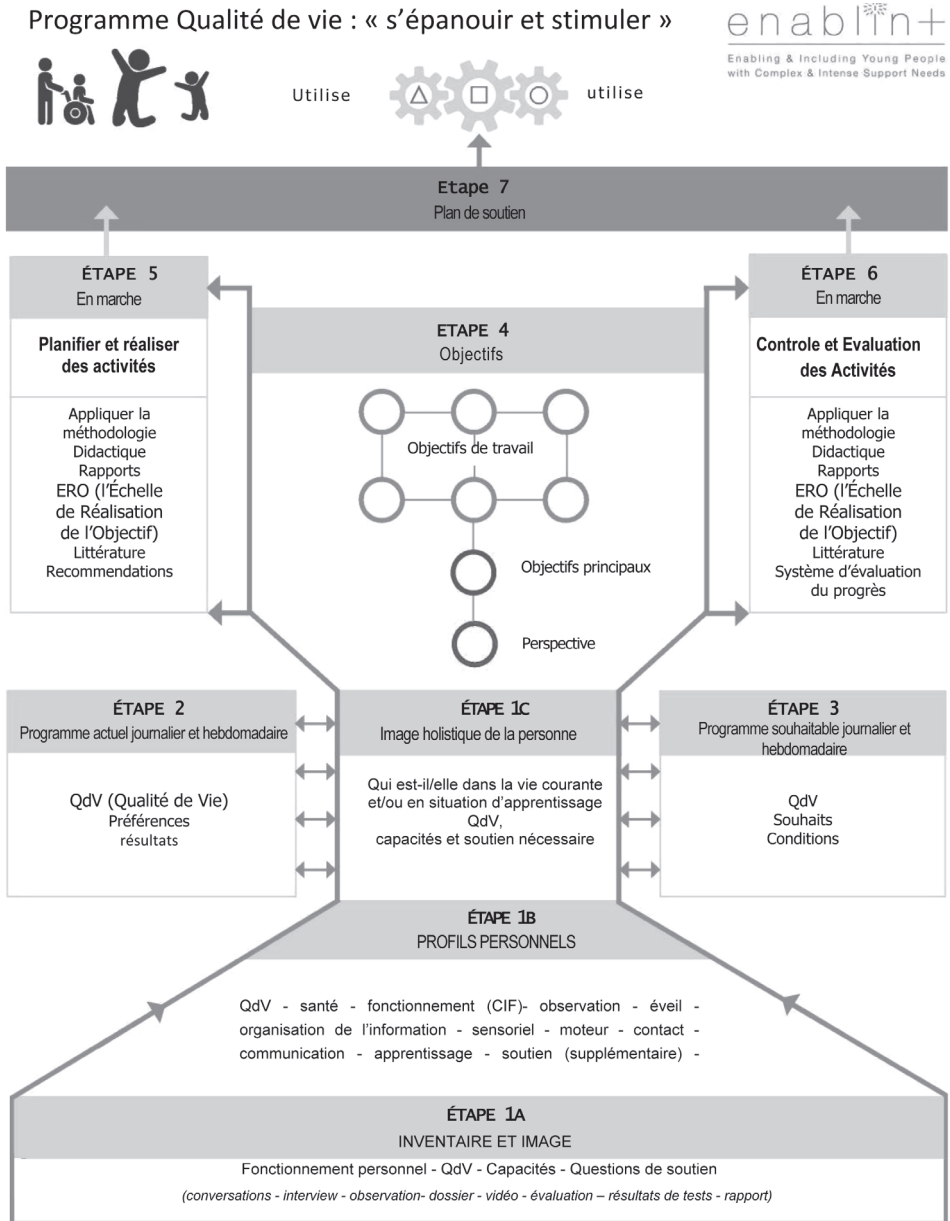 Programme Qualité de vie : « s’épanouir et stimuler »
enablin+
Enabling & Including Young People
with Complex & Intense Support Needs
Utilise
utilise
Etape 7
Plan de soutien
ÉTAPE 5
En marche
Planifier et réaliser
des activités
Appliquer la
méthodologie
Didactique
Rapports
ERO (l’Échelle
de Réalisation
de l’Objectif)
Littérature
Recommendations
ETAPE 4
Objectifs
Objectifs de travail
Objectifs principaux
Perspective
ÉTAPE 6
En marche
Controle et Evaluation
des Activités
Appliquer la
méthodologie
Didactique
Rapports
ERO (l’Échelle
de Réalisation
de l’Objectif)
Littérature
Système d’évaluation
du progrès
ÉTAPE 2
Programme actuel journalier et hebdomadaire
QdV (Qualité de Vie)
Préférences
résultats
ÉTAPE 1C
Image holistique de la personne
Qui est-il/elle dans la vie courante
et/ou en situation d’apprentissage
QdV,
capacités et soutien nécessaire
ÉTAPE 3
Programme souhaitable journalier et
hebdomadaire
QdV
Souhaits
Conditions
ÉTAPE 1B
PROFILS PERSONNELS
QdV - santé - fonctionnement (CIF)- observation - éveil -
organisation de l’information - sensoriel - moteur - contact -
communication - apprentissage - soutien (supplémentaire) -
ÉTAPE 1A
INVENTAIRE ET IMAGE
Fonctionnement personnel - QdV - Capacités - Questions de soutien
(conversations - interview - observation- dossier - vidéo - évaluation – résultats de tests - rapport)